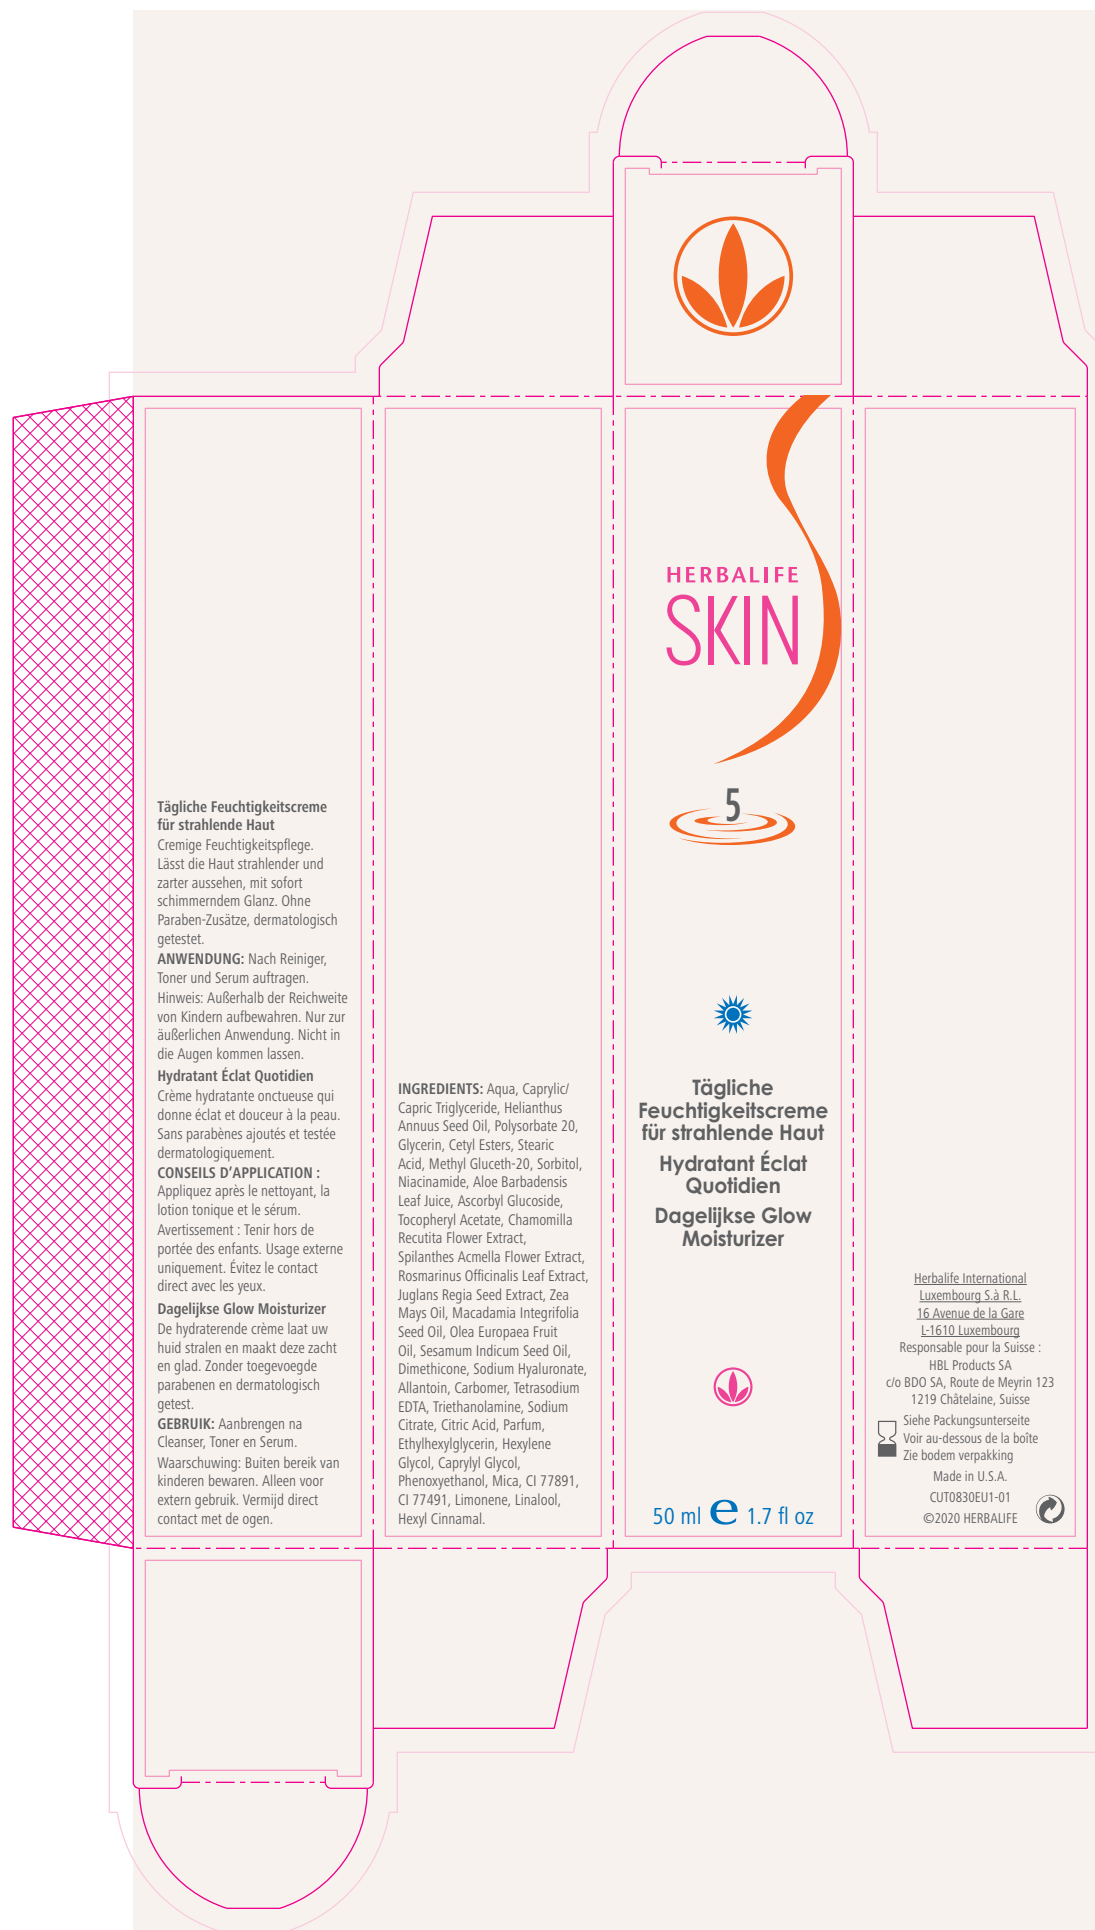 Tägliche Feuchtigkeitscreme
für strahlende Haut
Cremige Feuchtigkeitspflege.
Lässt die Haut strahlender und
zarter aussehen, mit sofort
schimmerndem Glanz. Ohne
Paraben-Zusätze, dermatologisch
getestet.
ANWENDUNG: Nach Reiniger,
Toner und Serum auftragen.
Hinweis: Außerhalb der Reichweite
von Kindern aufbewahren. Nur zur
äußerlichen Anwendung. Nicht in
die Augen kommen lassen.
Hydratant Éclat Quotidien
Crème hydratante onctueuse qui
donne éclat et douceur à la peau.
Sans parabènes ajoutés et testée
dermatologiquement.
CONSEILS D’APPLICATION :
Appliquez après le nettoyant, la
lotion tonique et le sérum.
Avertissement : Tenir hors de
portée des enfants. Usage externe
uniquement. Évitez le contact
direct avec les yeux.
Dagelijkse Glow Moisturizer
De hydraterende crème laat uw
huid stralen en maakt deze zacht
en glad. Zonder toegevoegde
parabenen en dermatologisch
getest.
GEBRUIK: Aanbrengen na
Cleanser, Toner en Serum.
Waarschuwing: Buiten bereik van
kinderen bewaren. Alleen voor
extern gebruik. Vermijd direct
contact met de ogen.
INGREDIENTS: Aqua, Caprylic/
Capric Triglyceride, Helianthus
Annuus Seed Oil, Polysorbate 20,
Glycerin, Cetyl Esters, Stearic
Acid, Methyl Gluceth-20, Sorbitol,
Niacinamide, Aloe Barbadensis
Leaf Juice, Ascorbyl Glucoside,
Tocopheryl Acetate, Chamomilla
Recutita Flower Extract,
Spilanthes Acmella Flower Extract,
Rosmarinus Officinalis Leaf Extract,
Juglans Regia Seed Extract, Zea
Mays Oil, Macadamia Integrifolia
Seed Oil, Olea Europaea Fruit
Oil, Sesamum Indicum Seed Oil,
Dimethicone, Sodium Hyaluronate,
Allantoin, Carbomer, Tetrasodium
EDTA, Triethanolamine, Sodium
Citrate, Citric Acid, Parfum,
Ethylhexylglycerin, Hexylene
Glycol, Caprylyl Glycol,
Phenoxyethanol, Mica, CI 77891,
CI 77491, Limonene, Linalool,
Hexyl Cinnamal.
HERBALIFE
SKIN
5
Tägliche
Feuchtigkeitscreme
für strahlende Haut
Hydratant Éclat
Quotidien
Dagelijkse Glow
Moisturizer
50 ml e 1.7 fl oz
Herbalife International
Luxembourg S.à R.L.
16 Avenue de la Gare
L-1610 Luxembourg
Responsable pour la Suisse :
HBL Products SA
c/o BDO SA, Route de Meyrin 123
1219 Châtelaine, Suisse
Siehe Packungsunterseite
Voir au-dessous de la boîte
Zie bodem verpakking
Made in U.S.A.
CUT0830EU1-01
©2020 HERBALIFE